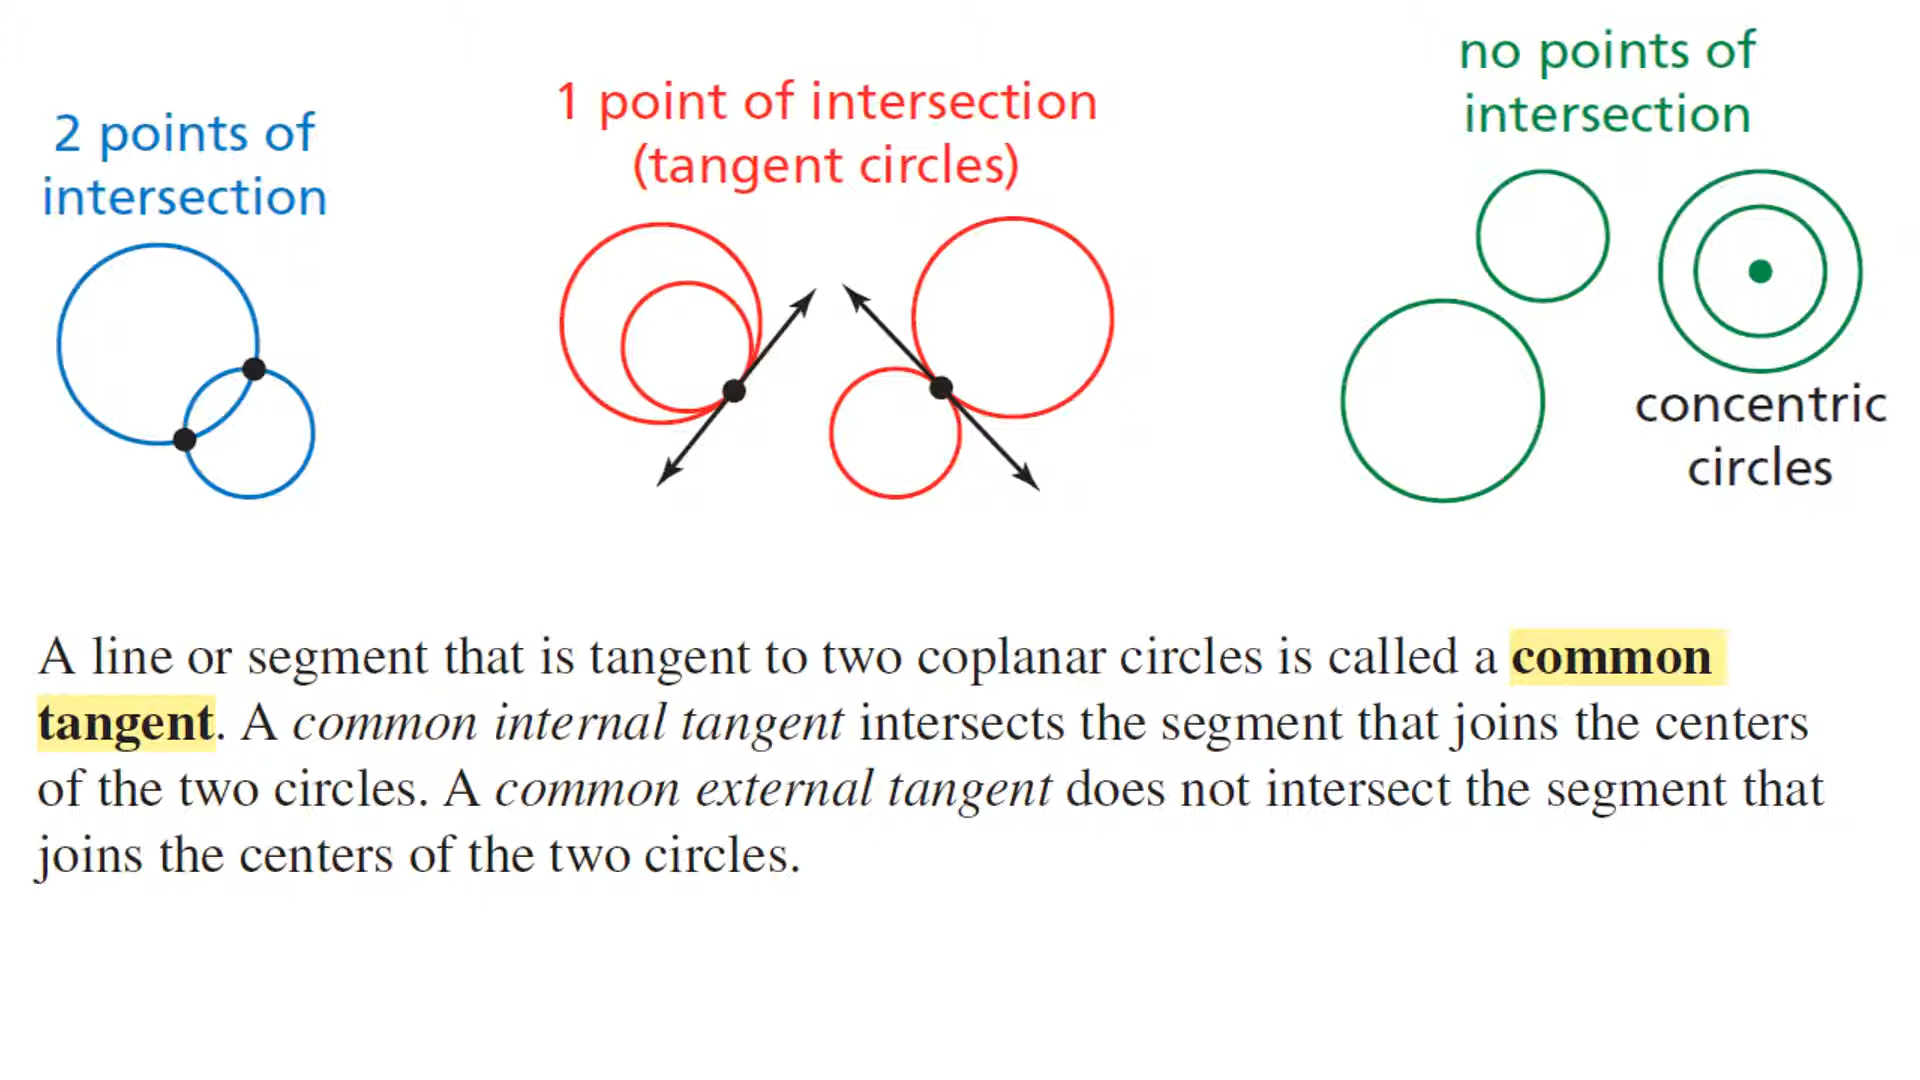 2 points of
intersection
1 point of intersection
(tangent circles)
no points of
intersection
concentric
circles
A line or segment that is tangent to two coplanar circles is called a common
tangent. A common internal tangent intersects the segment that joins the centers
of the two circles. A common external tangent does not intersect the segment that
joins the centers of the two circles.